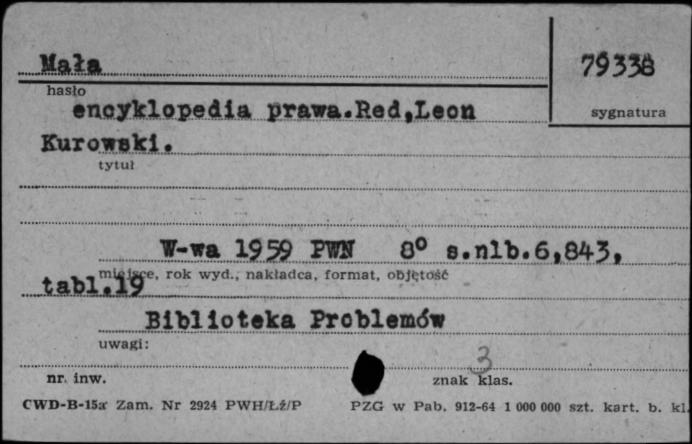 Mała
79338
hasło
sygnatura
encyklopedia prawa.Red,Leon
Kurowski.
tytuł
W-wa 1959 PWN 8° s.nlb.6,843,
miejsce, rok wyd., nakładca, format, objętość
tabl.19
Biblioteka Problemów
uwagi:
3
nr. inw.
znak klas.
CWD-B-15a Zam. Nr 2924 PWH/Łź/P PZG w Pab. 912-64 1 000 000 szt. kart. b. kl.